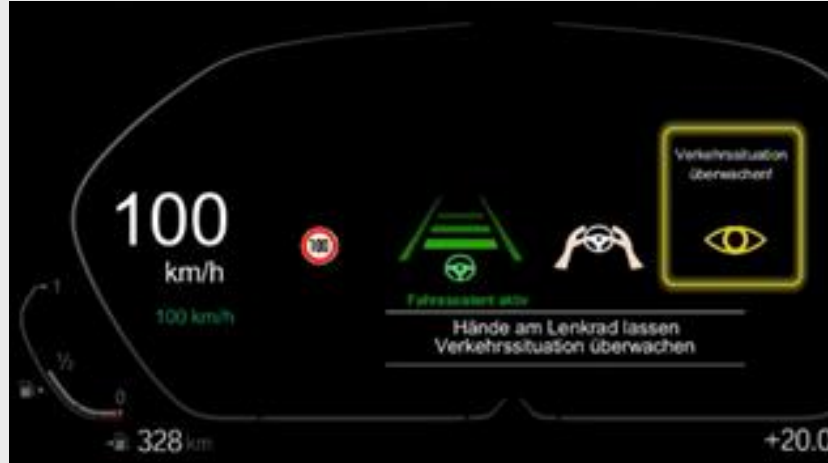 Verkehrssituation
überwachen!
100
km/h
100
100 km/h
Fahrassistent aktiv
Hände am Lenkrad lassen
Verkehrssituation überwachen
1
½
0
328 km
+20.0